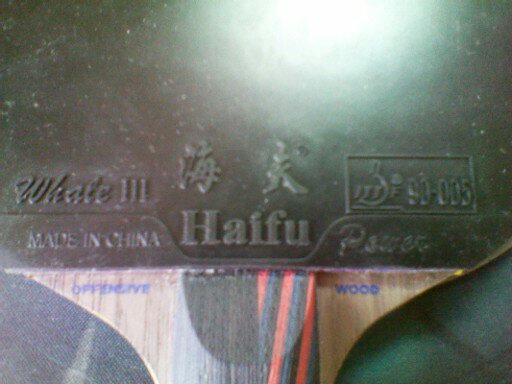 Whale III 海夫 ITTF 90-005
MADE IN CHINA Haifu Power
OFFENSIVE WOOD